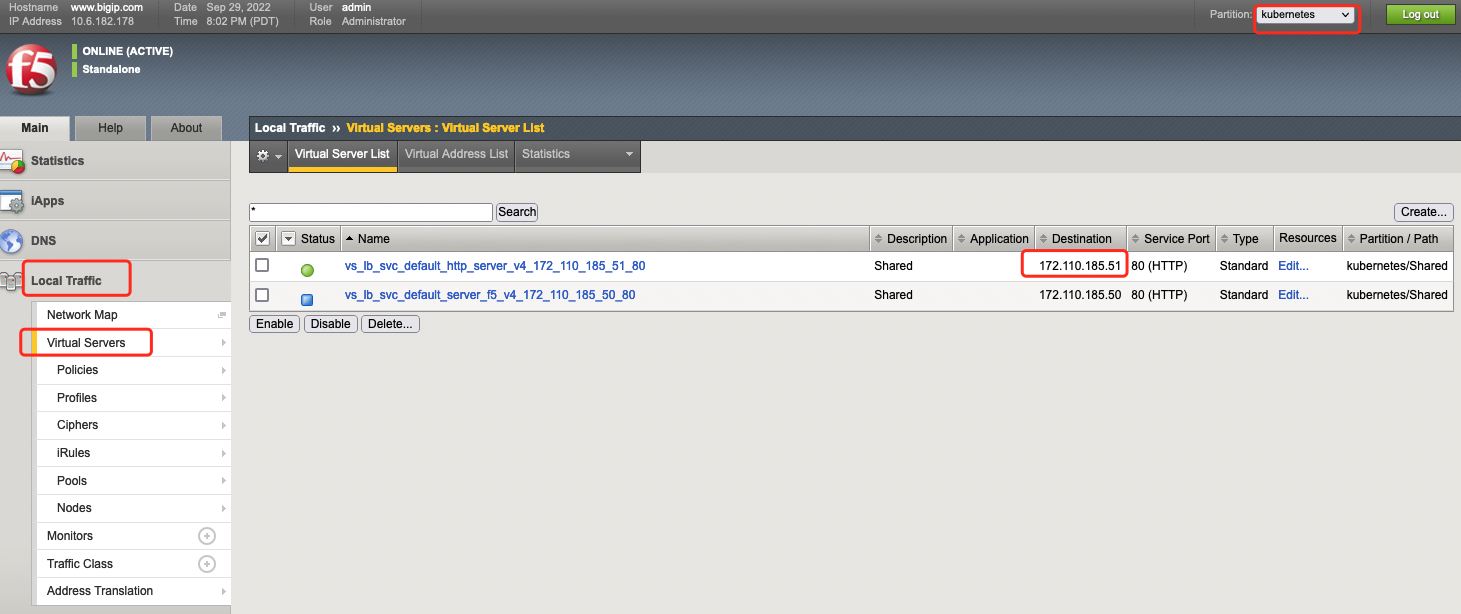 Hostname www.bigip.com Date Sep 29, 2022 User admin
IP Address 10.6.182.178 Time 8:02 PM (PDT) Role Administrator
Partition: kubernetes Log out
f5
ONLINE (ACTIVE)
Standalone
Main Help About
Local Traffic ›› Virtual Servers : Virtual Server List
Virtual Server List Virtual Address List Statistics
Statistics
iApps
DNS
Local Traffic
Network Map
Virtual Servers
Policies
Profiles
Ciphers
iRules
Pools
Nodes
Monitors
Traffic Class
Address Translation
* Search Create...
Status Name Description Application Destination Service Port Type Resources Partition / Path
vs_lb_svc_default_http_server_v4_172_110_185_51_80 Shared 172.110.185.51 80 (HTTP) Standard Edit... kubernetes/Shared
vs_lb_svc_default_server_f5_v4_172_110_185_50_80 Shared 172.110.185.50 80 (HTTP) Standard Edit... kubernetes/Shared
Enable Disable Delete...